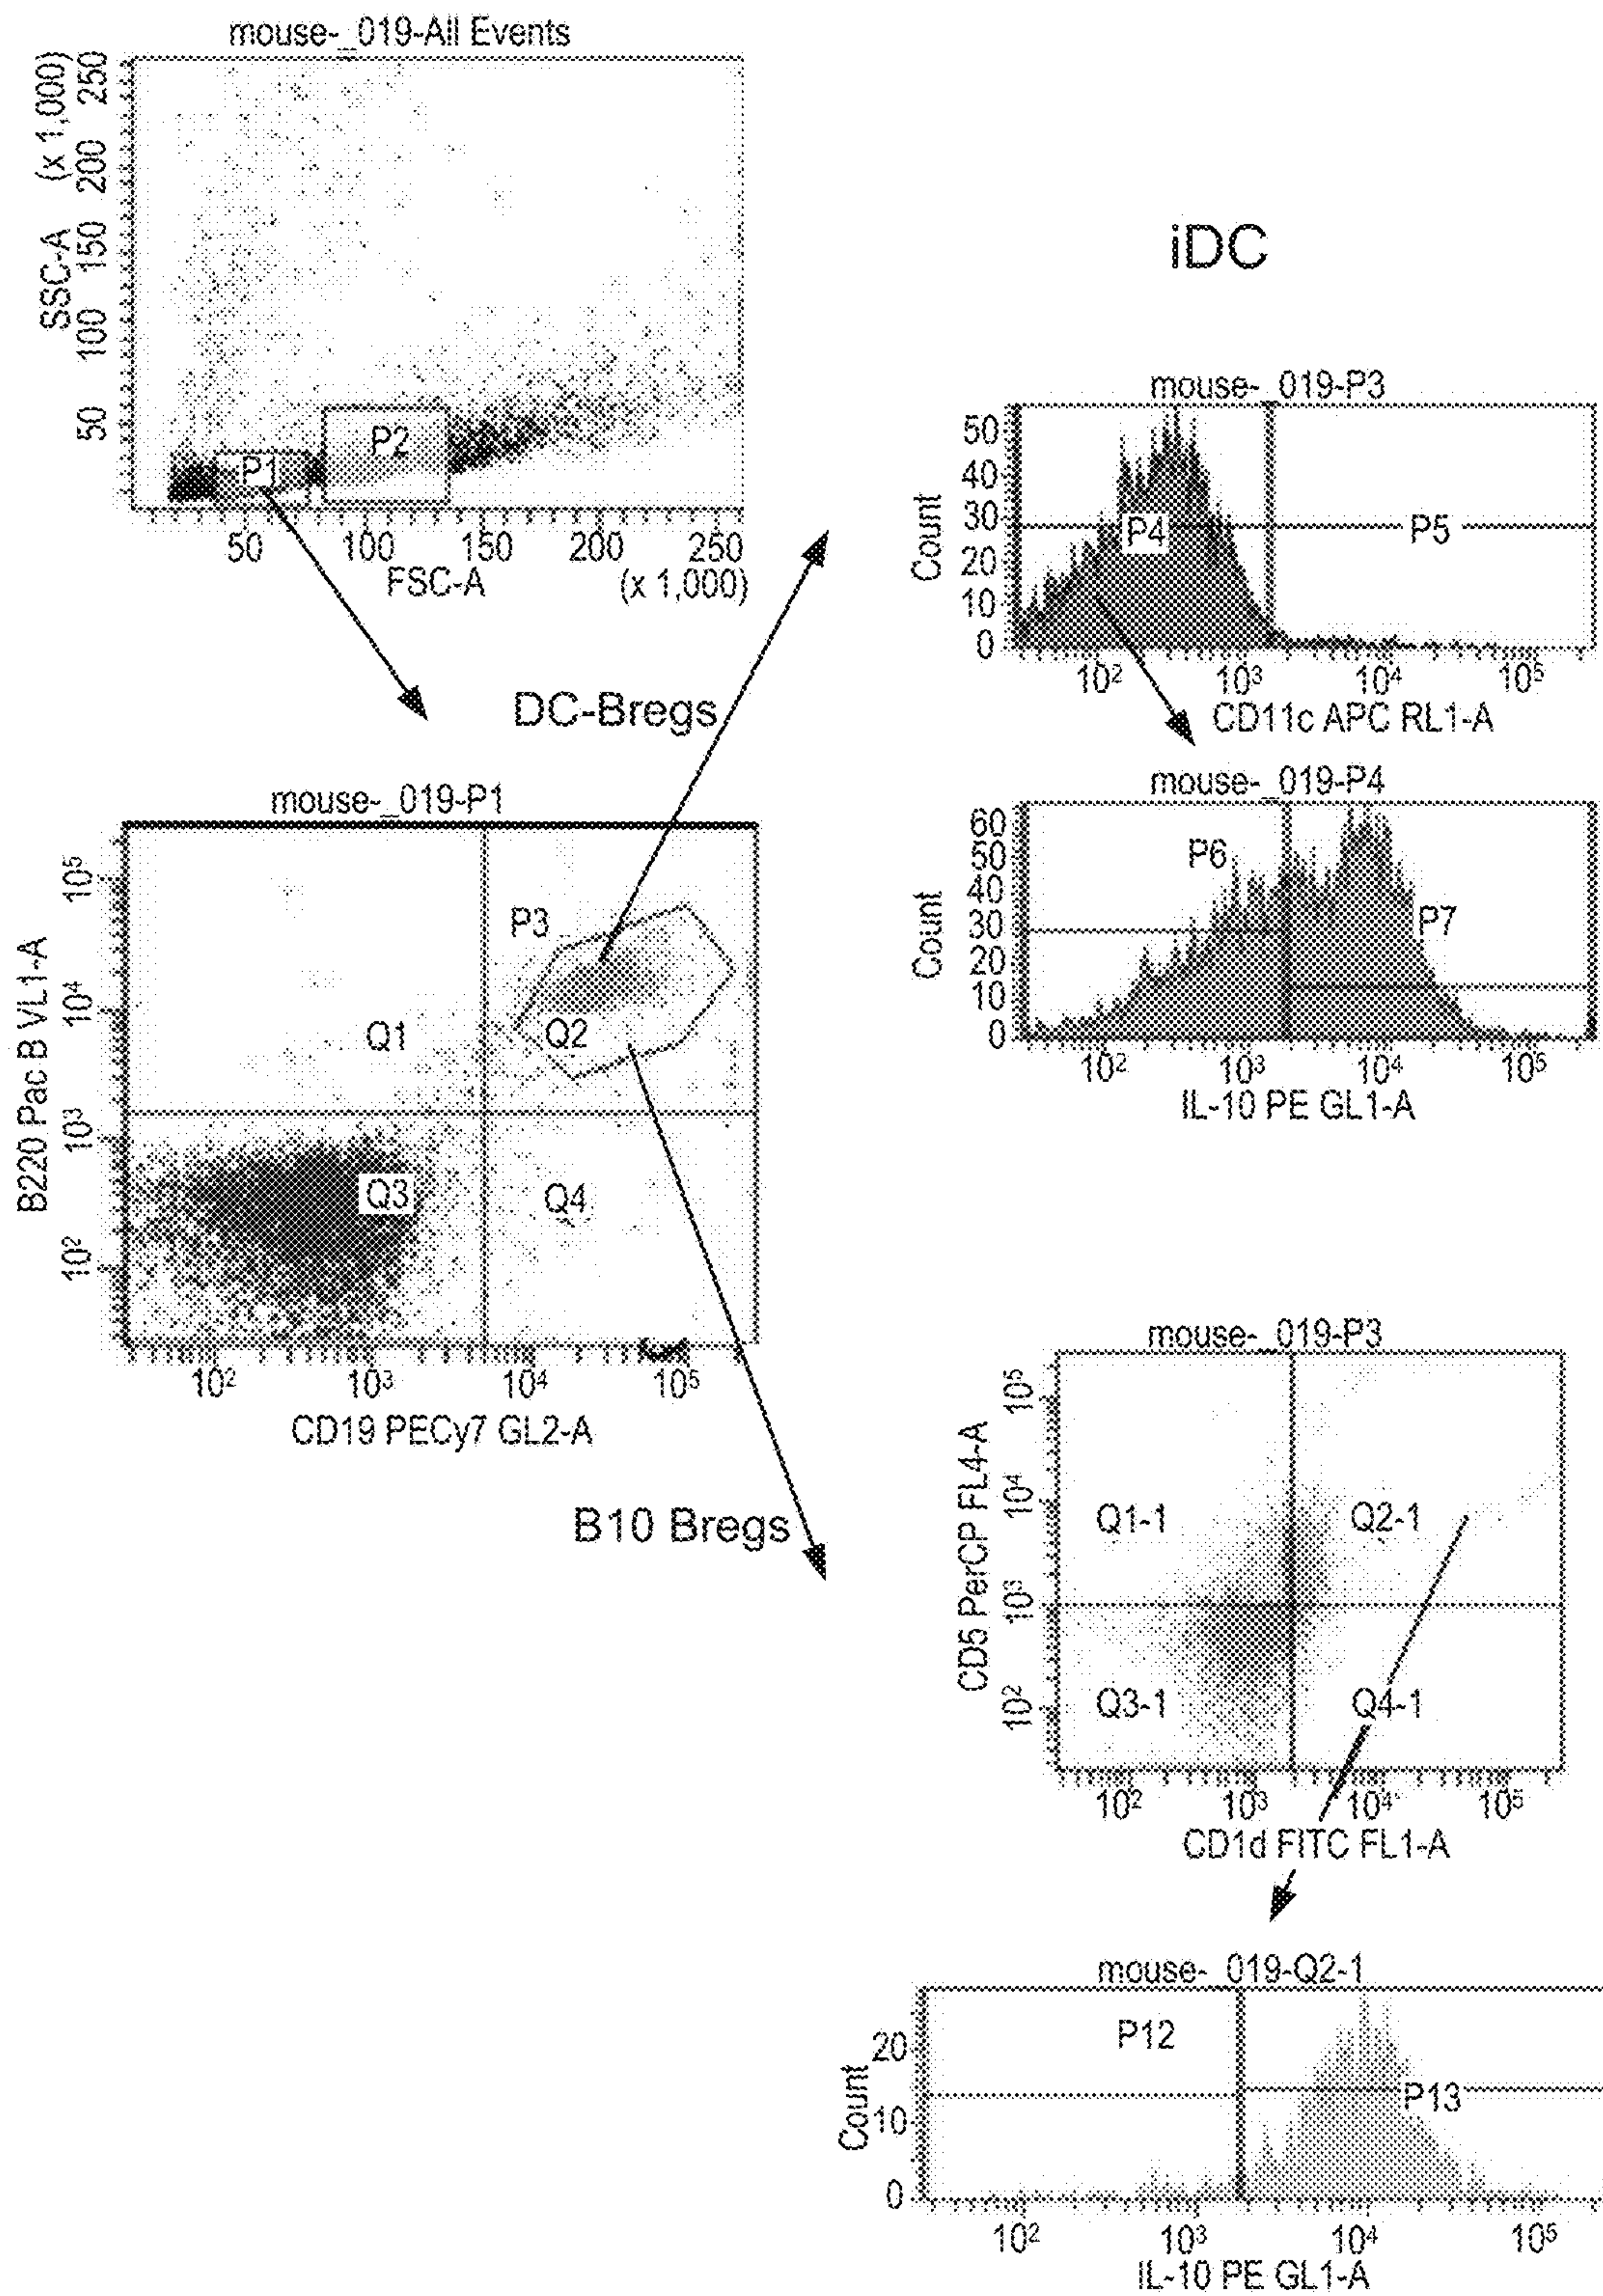 mouse-_019-All Events
SSC-A (x 1,000)
250
200
150
100
50
P1
P2
50 100 150 200 250
FSC-A (x 1,000)
iDC
mouse-_019-P3
Count
50
40
30
20
10
0
P4
P5
10² 10³ 10⁴ 10⁵
CD11c APC RL1-A
DC-Bregs
mouse-_019-P4
Count
60
50
40
30
20
10
0
P6
P7
10² 10³ 10⁴ 10⁵
IL-10 PE GL1-A
mouse-_019-P1
B220 Pac B VL1-A
10⁵
10⁴
10³
10²
P3
Q1
Q2
Q3
Q4
10² 10³ 10⁴ 10⁵
CD19 PECy7 GL2-A
B10 Bregs
mouse-_019-P3
CD5 PerCP FL4-A
10⁵
10⁴
10³
10²
Q1-1
Q2-1
Q3-1
Q4-1
10² 10³ 10⁴ 10⁵
CD1d FITC FL1-A
mouse-_019-Q2-1
Count
20
10
0
P12
P13
10² 10³ 10⁴ 10⁵
IL-10 PE GL1-A